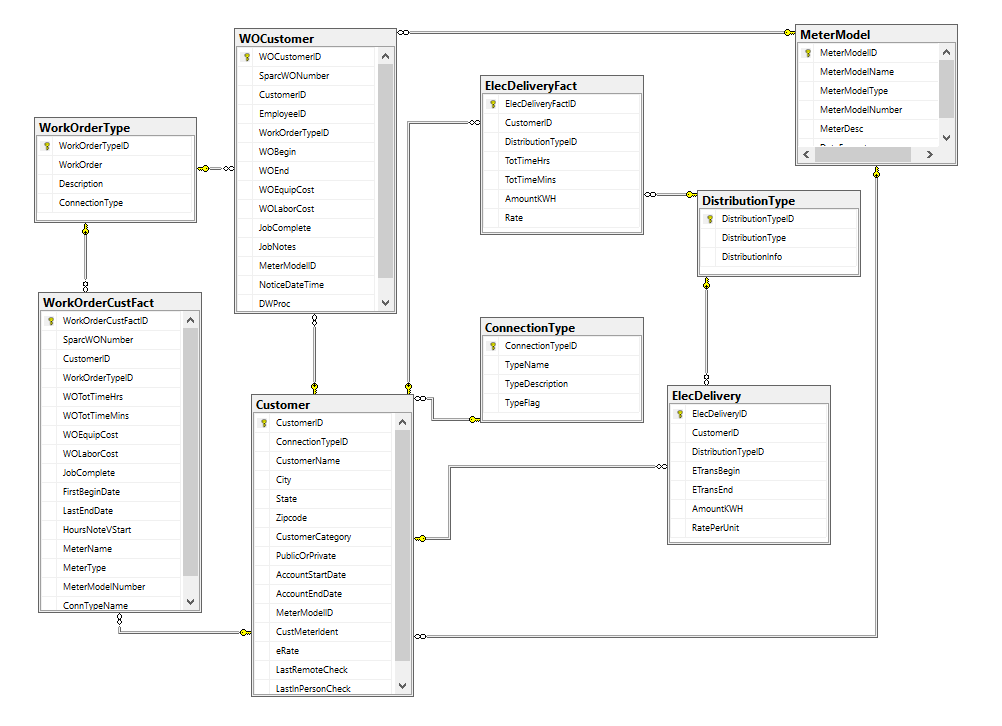 WOCustomer
WOCustomerID
SparcWONumber
CustomerID
EmployeeID
WorkOrderTypeID
WOBegin
WOEnd
WOEquipCost
WOLaborCost
JobComplete
JobNotes
MeterModelID
NoticeDateTime
DWProc
MeterModel
MeterModelID
MeterModelName
MeterModelType
MeterModelNumber
MeterDesc
ElecDeliveryFact
ElecDeliveryFactID
CustomerID
DistributionTypeID
TotTimeHrs
TotTimeMins
AmountKWH
Rate
WorkOrderType
WorkOrderTypeID
WorkOrder
Description
ConnectionType
DistributionType
DistributionTypeID
DistributionType
DistributionInfo
WorkOrderCustFact
WorkOrderCustFactID
SparcWONumber
CustomerID
WorkOrderTypeID
WOTotTimeHrs
WOTotTimeMins
WOEquipCost
WOLaborCost
JobComplete
FirstBeginDate
LastEndDate
HoursNoteVStart
MeterName
MeterType
MeterModelNumber
ConnTypeName
ConnectionType
ConnectionTypeID
TypeName
TypeDescription
TypeFlag
Customer
CustomerID
ConnectionTypeID
CustomerName
City
State
Zipcode
CustomerCategory
PublicOrPrivate
AccountStartDate
AccountEndDate
MeterModelID
CustMeterIdent
eRate
LastRemoteCheck
LastInPersonCheck
ElecDelivery
ElecDeliveryID
CustomerID
DistributionTypeID
ETransBegin
ETransEnd
AmountKWH
RatePerUnit